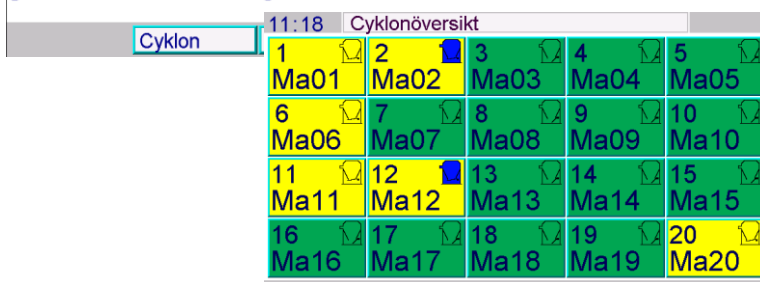 11:18 Cyklonöversikt
Cyklon
1 2 3 4 5
Ma01 Ma02 Ma03 Ma04 Ma05
6 7 8 9 10
Ma06 Ma07 Ma08 Ma09 Ma10
11 12 13 14 15
Ma11 Ma12 Ma13 Ma14 Ma15
16 17 18 19 20
Ma16 Ma17 Ma18 Ma19 Ma20